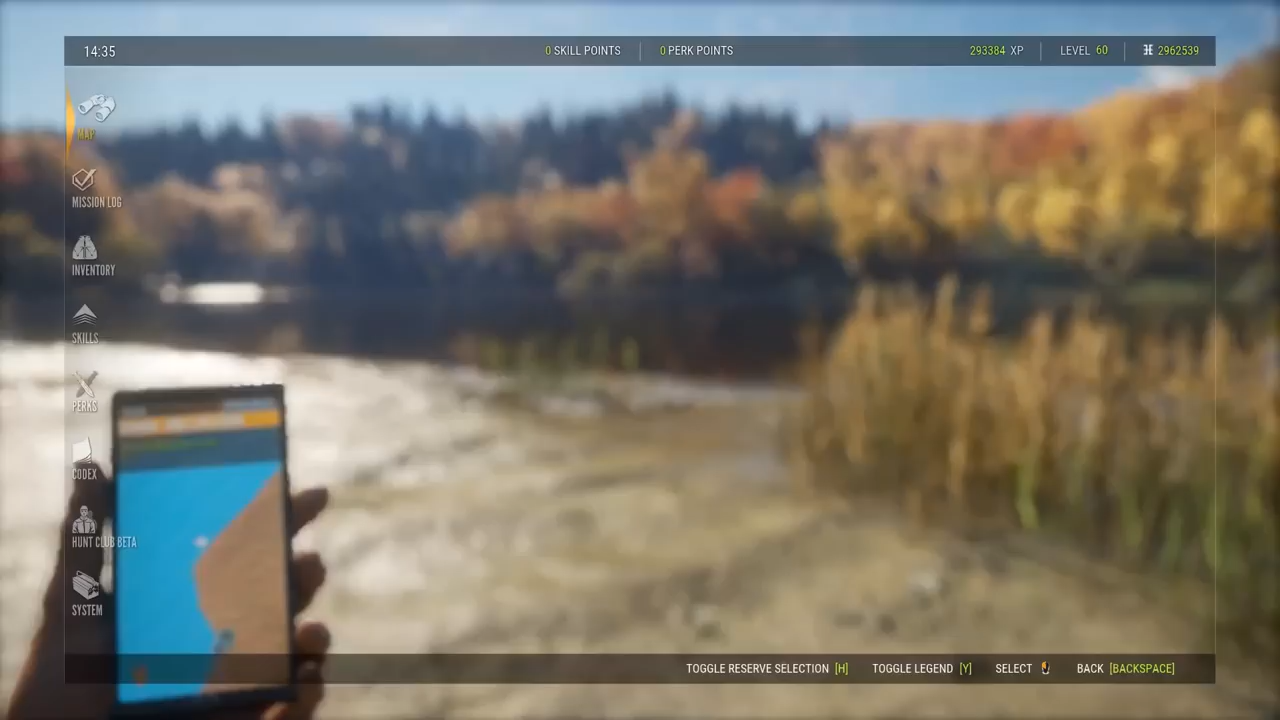 14:35
0 SKILL POINTS
0 PERK POINTS
293384 XP
LEVEL 60
2962539
MAP
MISSION LOG
INVENTORY
SKILLS
PERKS
CODEX
HUNT CLUB BETA
SYSTEM
TOGGLE RESERVE SELECTION [H]
TOGGLE LEGEND [Y]
SELECT
BACK [BACKSPACE]